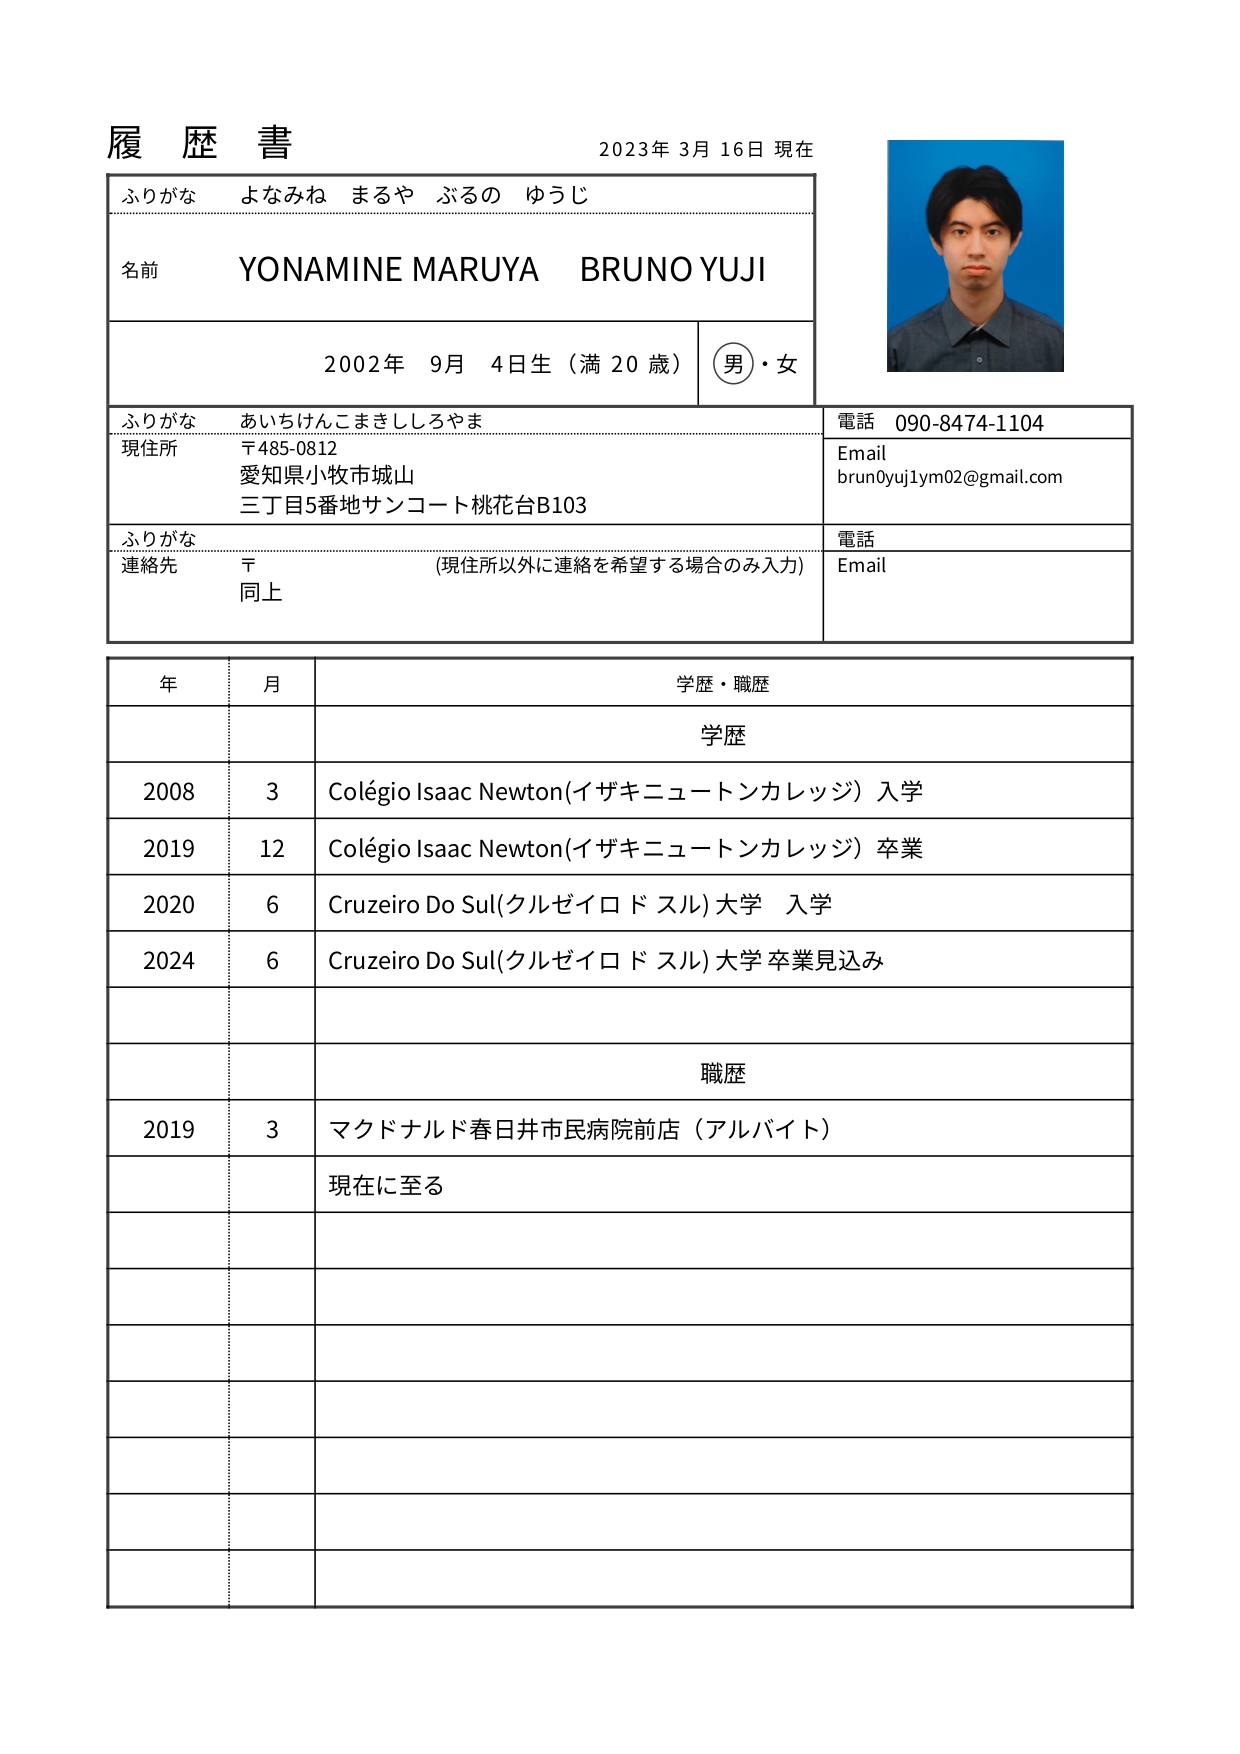 履 歴 書
2023年 3月 16日 現在
ふりがな よなみね まるや ぶるの ゆうじ
名前 YONAMINE MARUYA BRUNO YUJI
2002年 9月 4日生（満 20 歳） 男・女
ふりがな あいちけんこまきししろやま
電話 090-8474-1104
現住所 〒485-0812
愛知県小牧市城山
三丁目5番地サンコート桃花台B103
Email
brun0yuj1ym02@gmail.com
ふりがな
電話
連絡先 〒 (現住所以外に連絡を希望する場合のみ入力)
同上
Email
年 月 学歴・職歴
学歴
2008 3 Colégio Isaac Newton(イザキニュートンカレッジ）入学
2019 12 Colégio Isaac Newton(イザキニュートンカレッジ）卒業
2020 6 Cruzeiro Do Sul(クルゼイロ ド スル) 大学 入学
2024 6 Cruzeiro Do Sul(クルゼイロ ド スル) 大学 卒業見込み
職歴
2019 3 マクドナルド春日井市民病院前店（アルバイト）
現在に至る